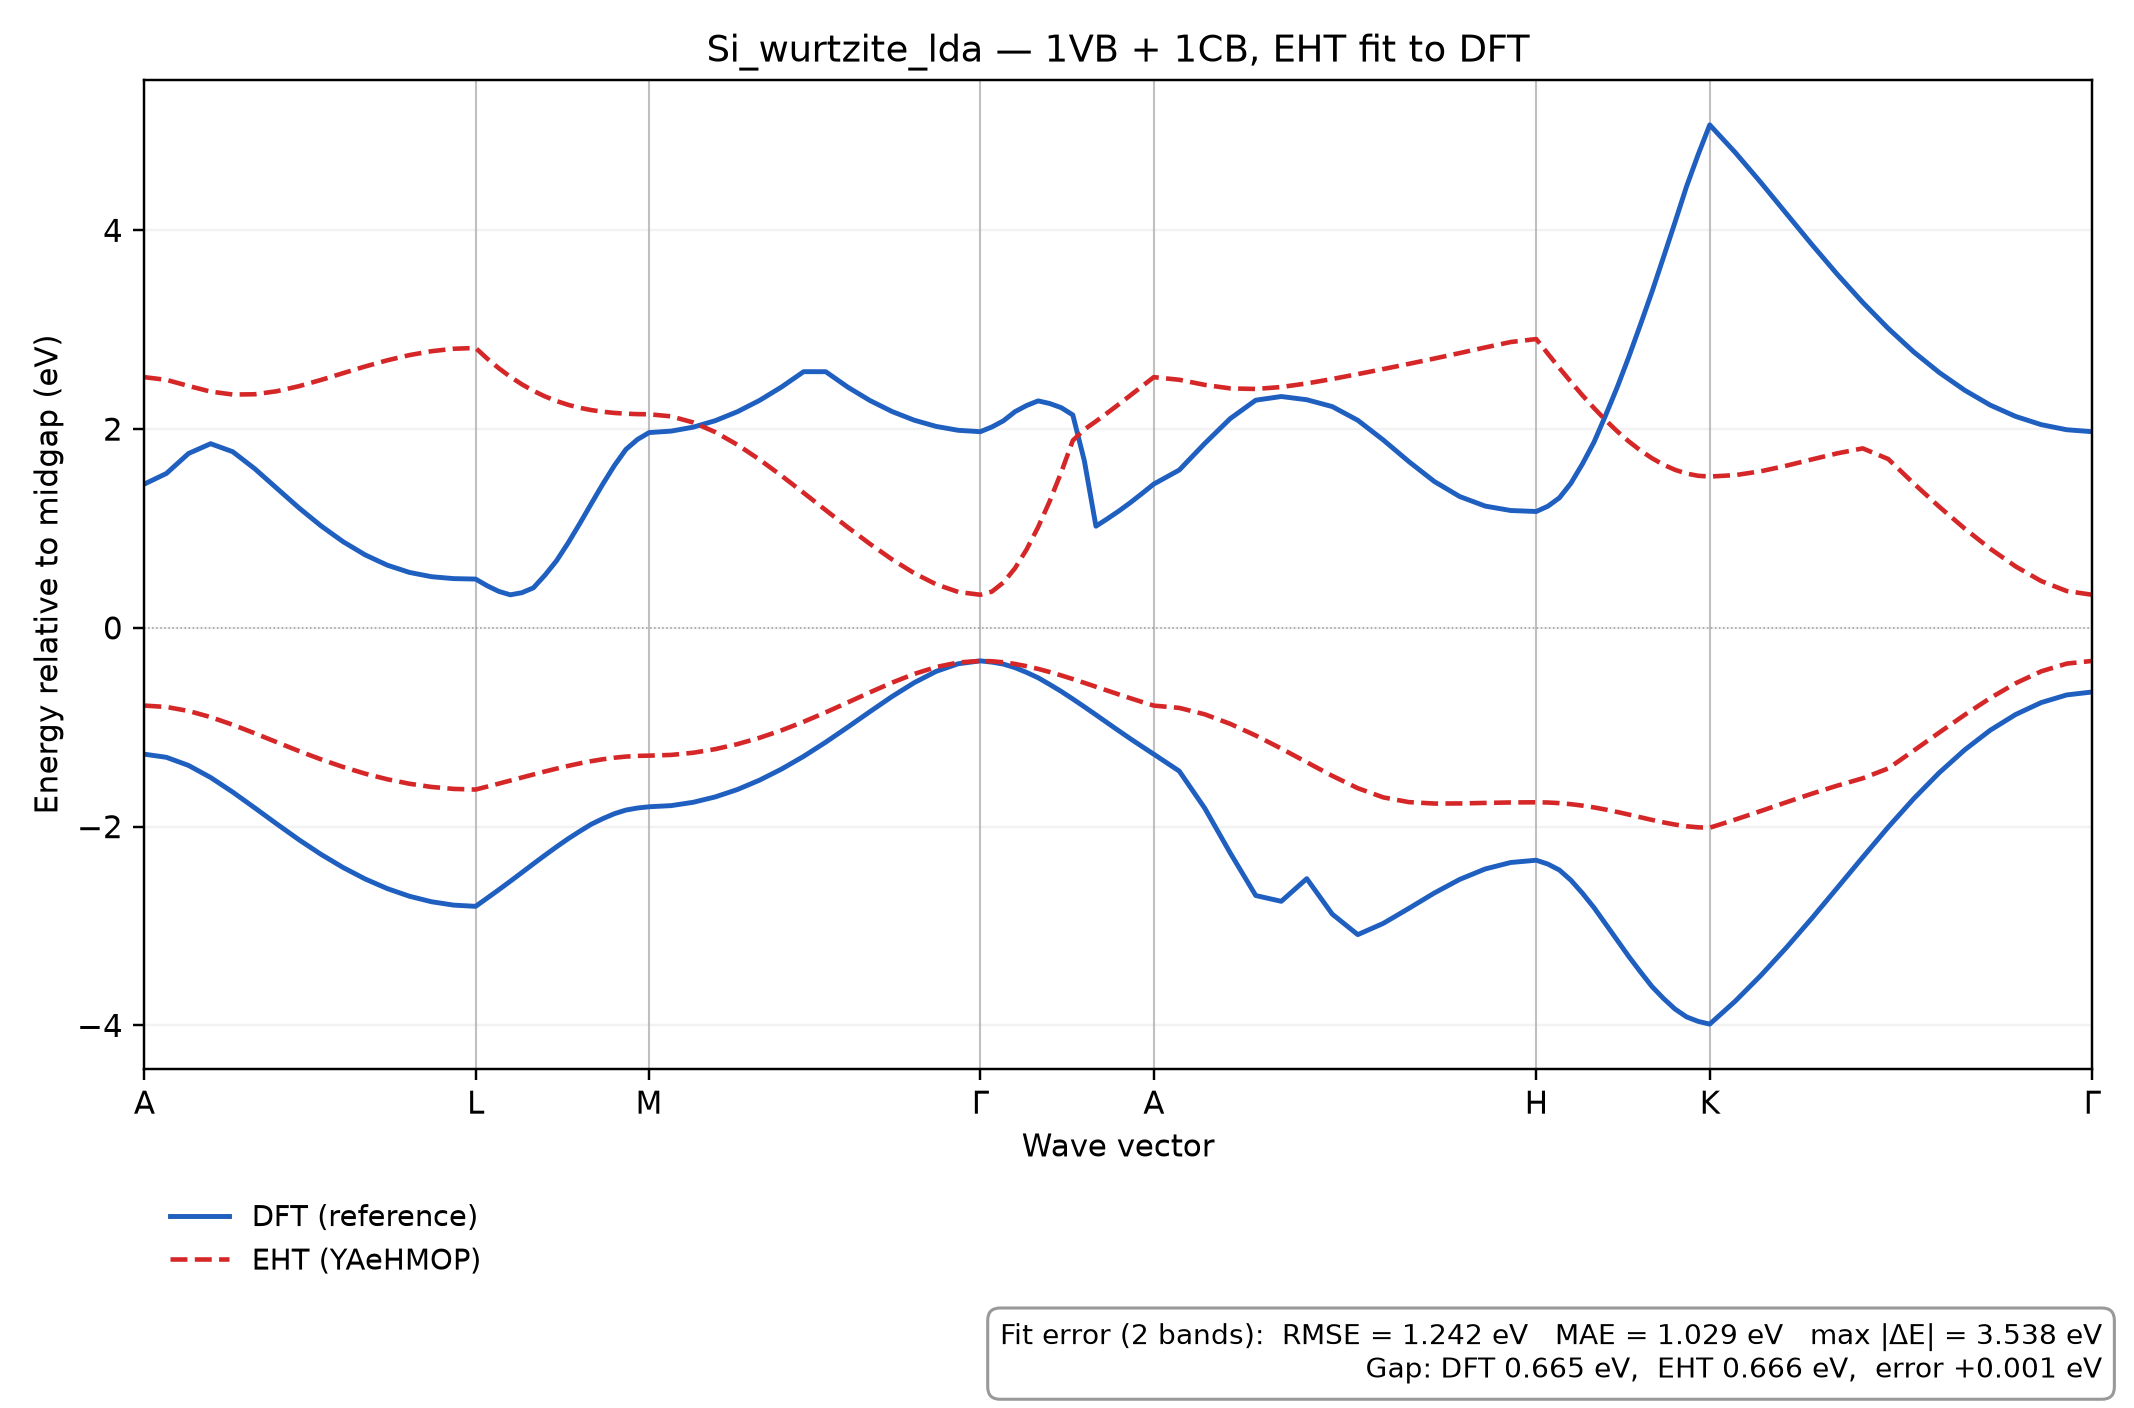 Si_wurtzite_lda — 1VB + 1CB, EHT fit to DFT
Energy relative to midgap (eV)
4
2
0
−2
−4
A L M Γ A H K Γ
Wave vector
DFT (reference)
EHT (YAeHMOP)
Fit error (2 bands): RMSE = 1.242 eV MAE = 1.029 eV max |ΔE| = 3.538 eV
Gap: DFT 0.665 eV, EHT 0.666 eV, error +0.001 eV